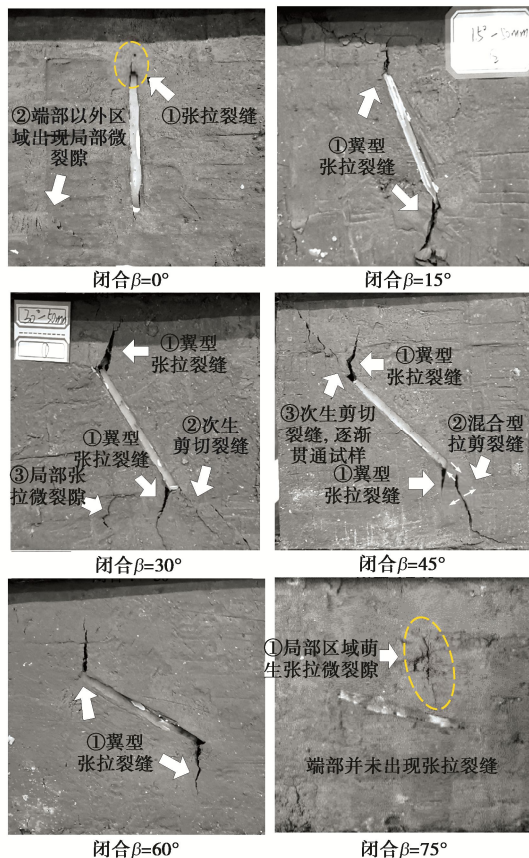 ①张拉裂缝
②端部以外区
域出现局部微
裂隙
闭合β=0°
15°-50mm
①翼型
张拉裂缝
闭合β=15°
30°-50mm
①翼型
张拉裂缝
②次生
剪切裂缝
①翼型
张拉裂缝
③局部张
拉微裂隙
闭合β=30°
①翼型
张拉裂缝
③次生剪切
裂缝,逐渐
贯通试样
②混合型
拉剪裂缝
①翼型
张拉裂缝
闭合β=45°
①翼型
张拉裂缝
闭合β=60°
①局部区域萌
生张拉微裂隙
端部并未出现张拉裂缝
闭合β=75°